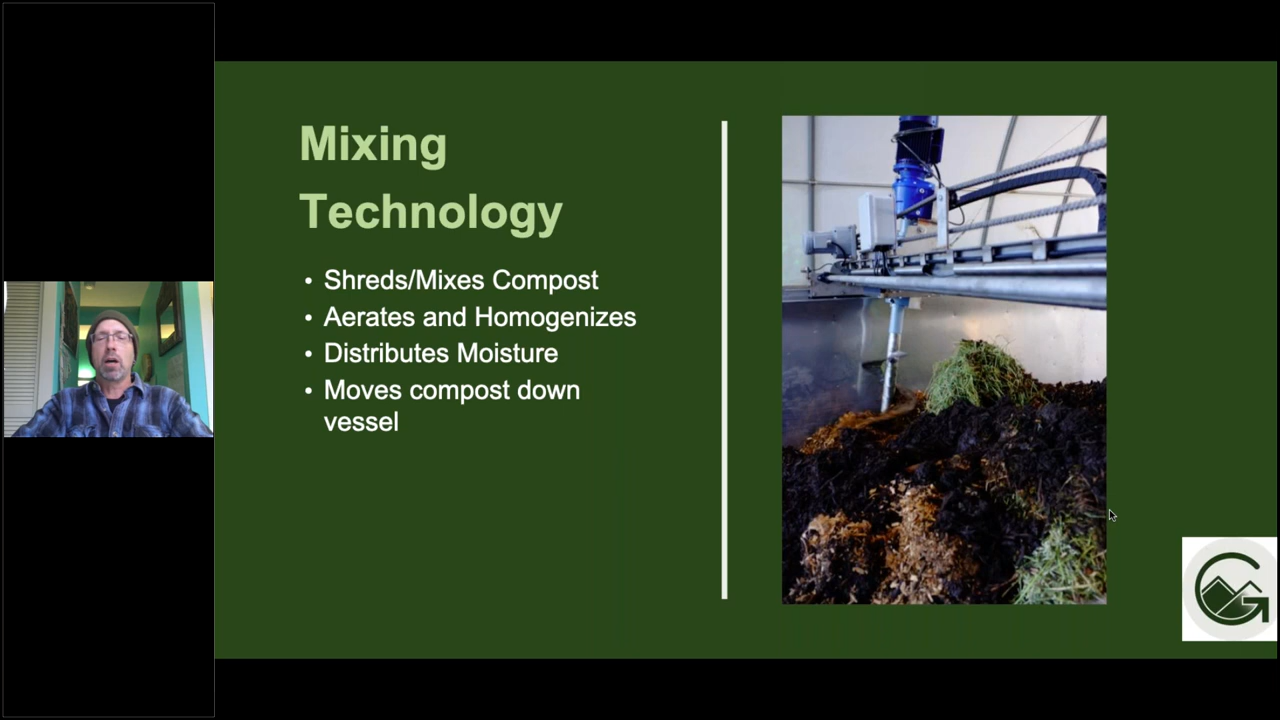 Mixing
Technology
• Shreds/Mixes Compost
• Aerates and Homogenizes
• Distributes Moisture
• Moves compost down
vessel